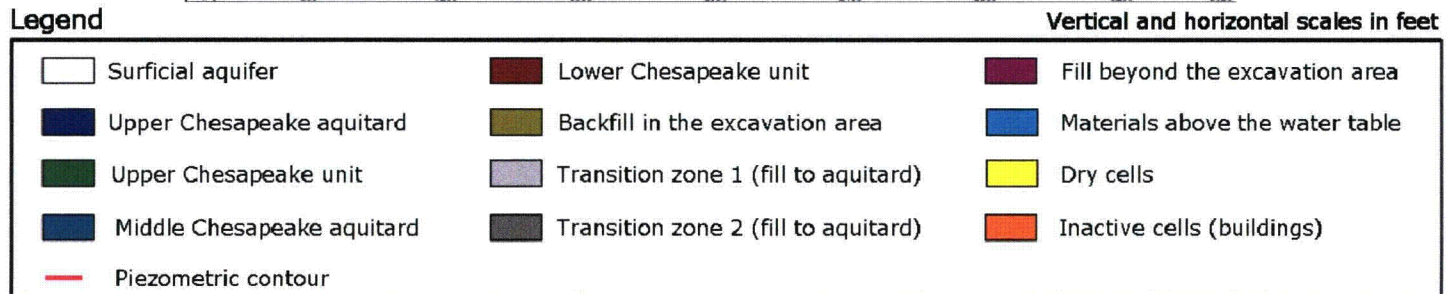 Legend
Vertical and horizontal scales in feet
Surficial aquifer
Lower Chesapeake unit
Fill beyond the excavation area
Upper Chesapeake aquitard
Backfill in the excavation area
Materials above the water table
Upper Chesapeake unit
Transition zone 1 (fill to aquitard)
Dry cells
Middle Chesapeake aquitard
Transition zone 2 (fill to aquitard)
Inactive cells (buildings)
Piezometric contour